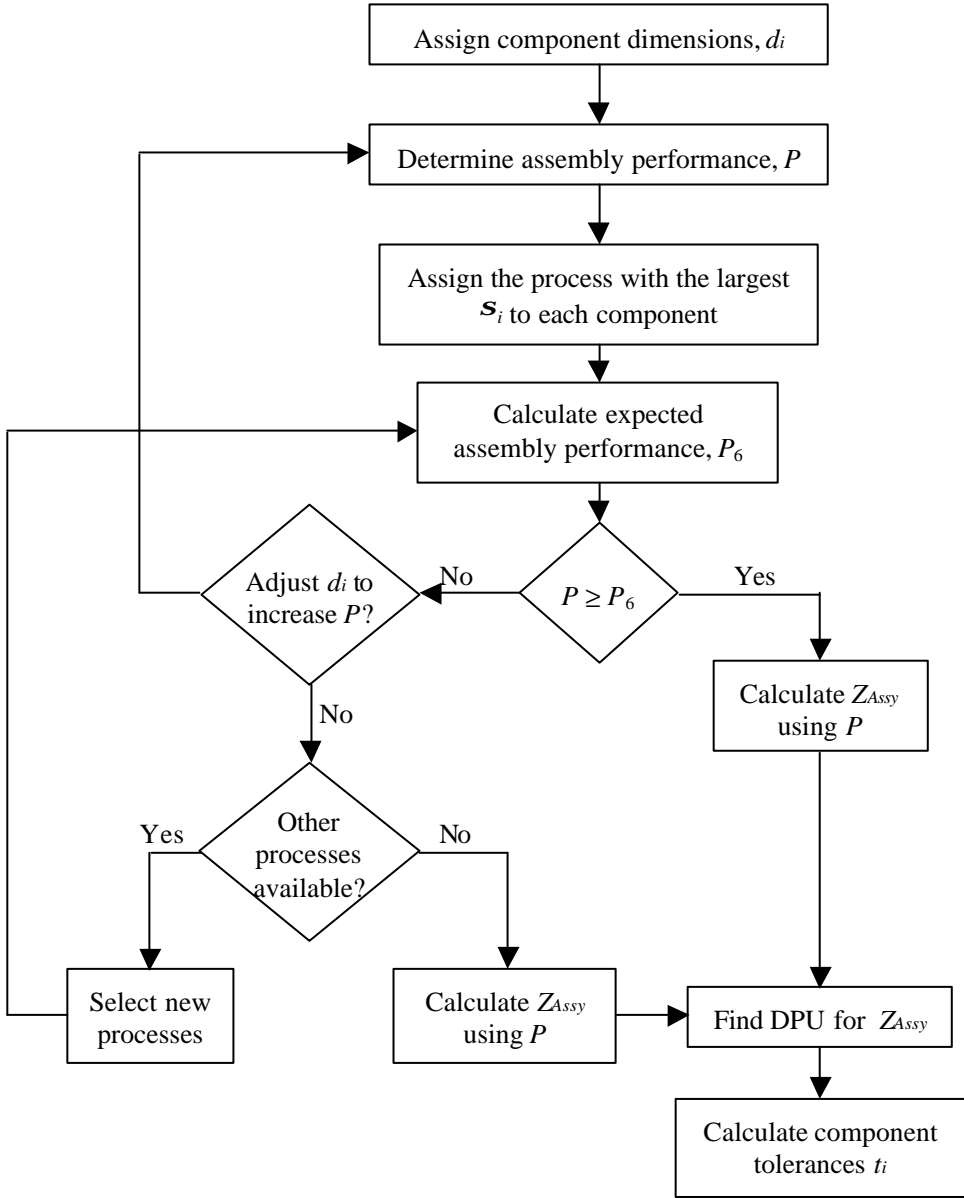 Assign component dimensions, di
Determine assembly performance, P
Assign the process with the largest
si to each component
Calculate expected
assembly performance, P6
Adjust di to
increase P?
No
P ≥ P6
Yes
Calculate ZAssy
using P
No
Other
processes
available?
Yes
No
Select new
processes
Calculate ZAssy
using P
Find DPU for ZAssy
Calculate component
tolerances ti